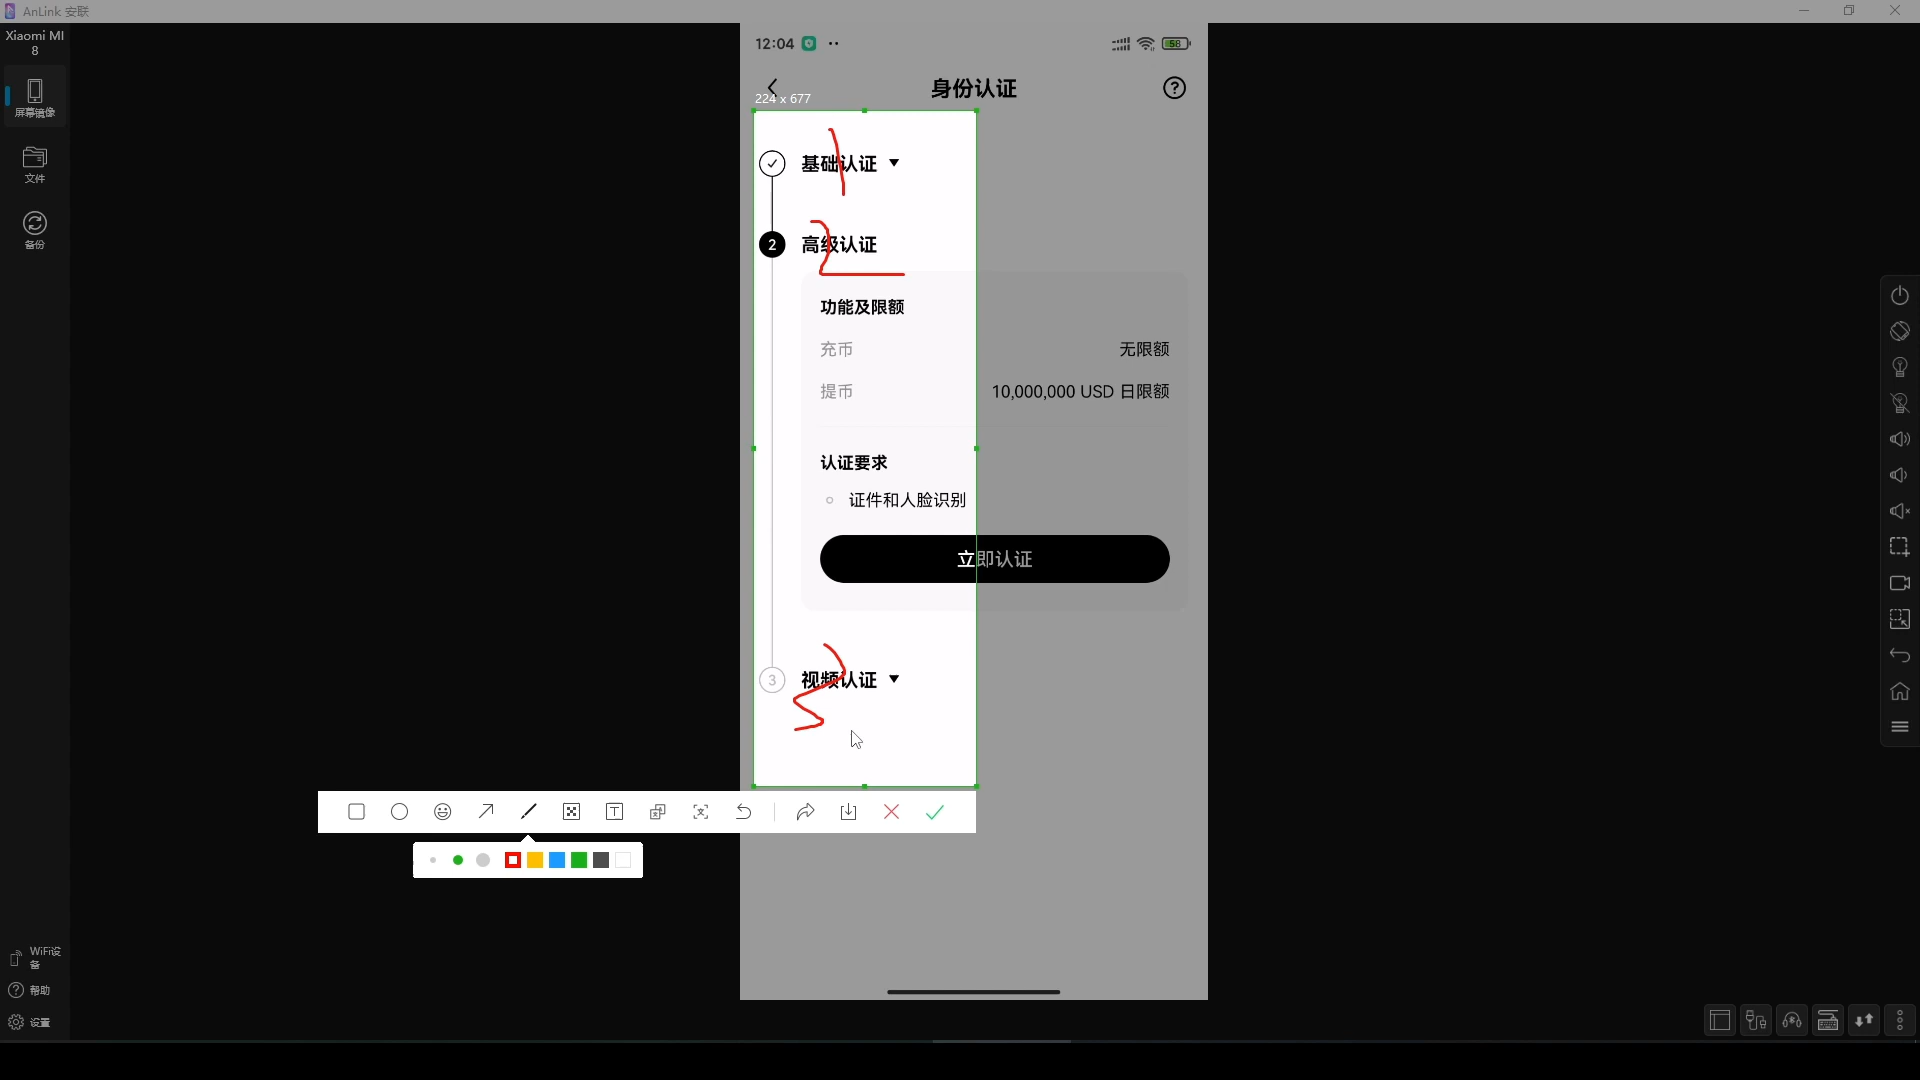 AnLink 安联
Xiaomi MI
8
屏幕镜像
文件
备份
WiFi设
备
帮助
设置
12:04
58
身份认证
224 x 677
基础认证
2 高级认证
功能及限额
充币 无限额
提币 10,000,000 USD 日限额
认证要求
证件和人脸识别
立即认证
3 视频认证
1
2
3